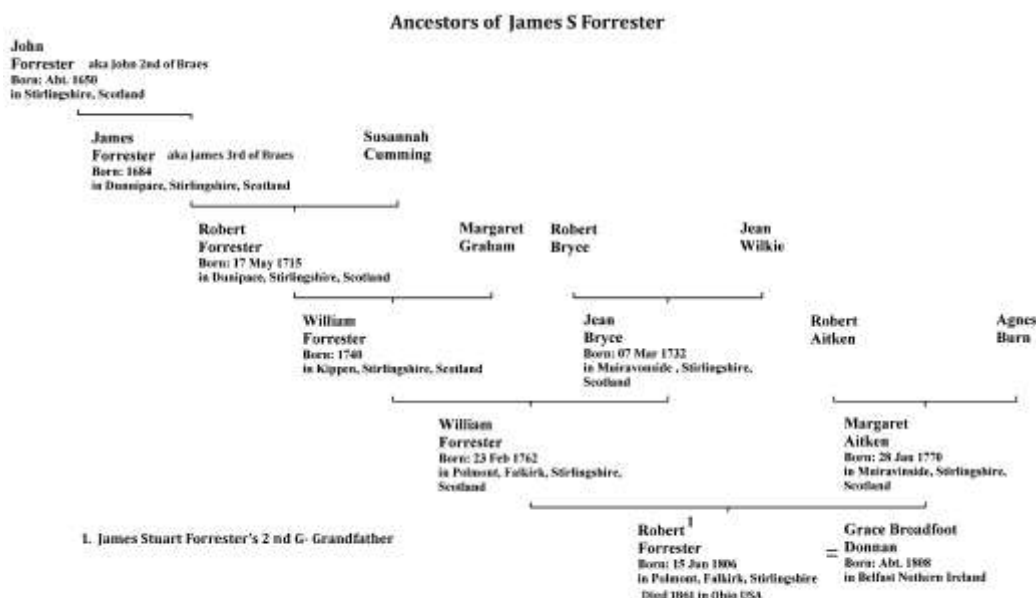 Ancestors of James S Forrester
John
Forrester aka John 2nd of Braes
Born: Abt. 1650
in Stirlingshire, Scotland
James
Forrester aka James 3rd of Braes
Born: 1684
in Dunnipace, Stirlingshire, Scotland
Susannah
Cumming
Robert
Forrester
Born: 17 May 1715
in Dunipace, Stirlingshire, Scotland
Margaret
Graham
Robert
Bryce
Jean
Wilkie
William
Forrester
Born: 1740
in Kippen, Stirlingshire, Scotland
Jean
Bryce
Born: 07 Mar 1732
in Muiravonside , Stirlingshire,
Scotland
Robert
Aitken
Agnes
Burn
William
Forrester
Born: 23 Feb 1762
in Polmont, Falkirk, Stirlingshire,
Scotland
Margaret
Aitken
Born: 28 Jan 1770
in Muiravinside, Stirlingshire,
Scotland
1. James Stuart Forrester's 2 nd G- Grandfather
Robert 1
Forrester
Born: 15 Jun 1806
in Polmont, Falkirk, Stirlingshire
Died 1861 in Ohio USA
=
Grace Broadfoot
Donnan
Born: Abt. 1808
in Belfast Nothern Ireland